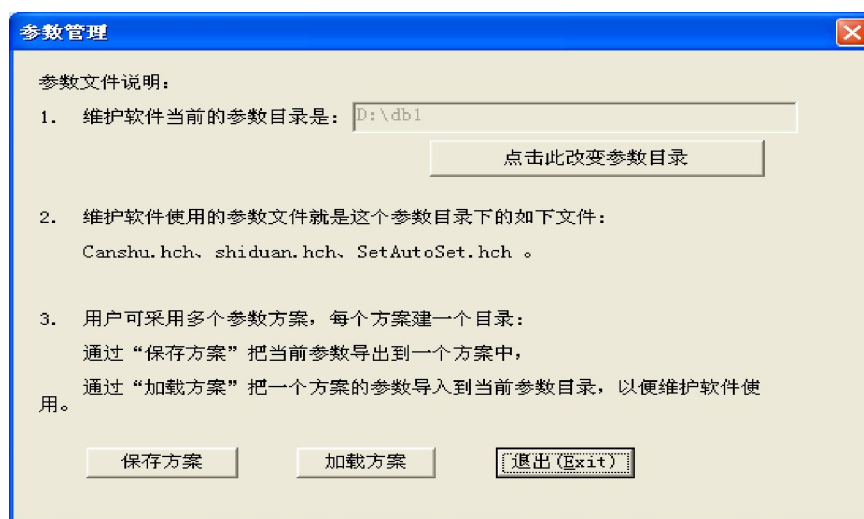 参数管理
参数文件说明:
1. 维护软件当前的参数目录是: D:\db1
点击此改变参数目录
2. 维护软件使用的参数文件就是这个参数目录下的如下文件:
Canshu.hch、shiduan.hch、SetAutoSet.hch 。
3. 用户可采用多个参数方案，每个方案建一个目录:
通过“保存方案”把当前参数导出到一个方案中，
通过“加载方案”把一个方案的参数导入到当前参数目录，以便维护软件使
用。
保存方案 加载方案 退出(Exit)